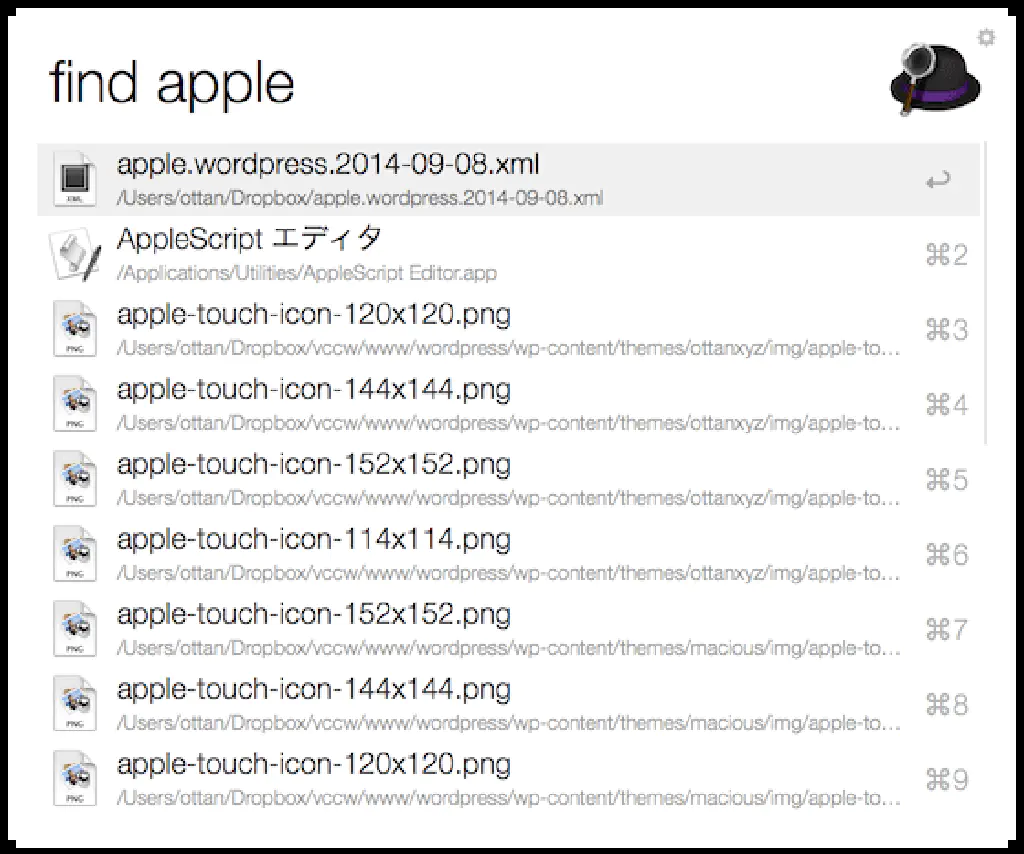 find apple
apple.wordpress.2014-09-08.xml
↩
/Users/ottan/Dropbox/apple.wordpress.2014-09-08.xml
XML
AppleScript エディタ
⌘2
/Applications/Utilities/AppleScript Editor.app
apple-touch-icon-120x120.png
⌘3
/Users/ottan/Dropbox/vccw/www/wordpress/wp-content/themes/ottanxyz/img/apple-to…
PNG
apple-touch-icon-144x144.png
⌘4
/Users/ottan/Dropbox/vccw/www/wordpress/wp-content/themes/ottanxyz/img/apple-to…
PNG
apple-touch-icon-152x152.png
⌘5
/Users/ottan/Dropbox/vccw/www/wordpress/wp-content/themes/ottanxyz/img/apple-to…
PNG
apple-touch-icon-114x114.png
⌘6
/Users/ottan/Dropbox/vccw/www/wordpress/wp-content/themes/ottanxyz/img/apple-to…
PNG
apple-touch-icon-152x152.png
⌘7
/Users/ottan/Dropbox/vccw/www/wordpress/wp-content/themes/macious/img/apple-to…
PNG
apple-touch-icon-144x144.png
⌘8
/Users/ottan/Dropbox/vccw/www/wordpress/wp-content/themes/macious/img/apple-to…
PNG
apple-touch-icon-120x120.png
⌘9
/Users/ottan/Dropbox/vccw/www/wordpress/wp-content/themes/macious/img/apple-to…
PNG